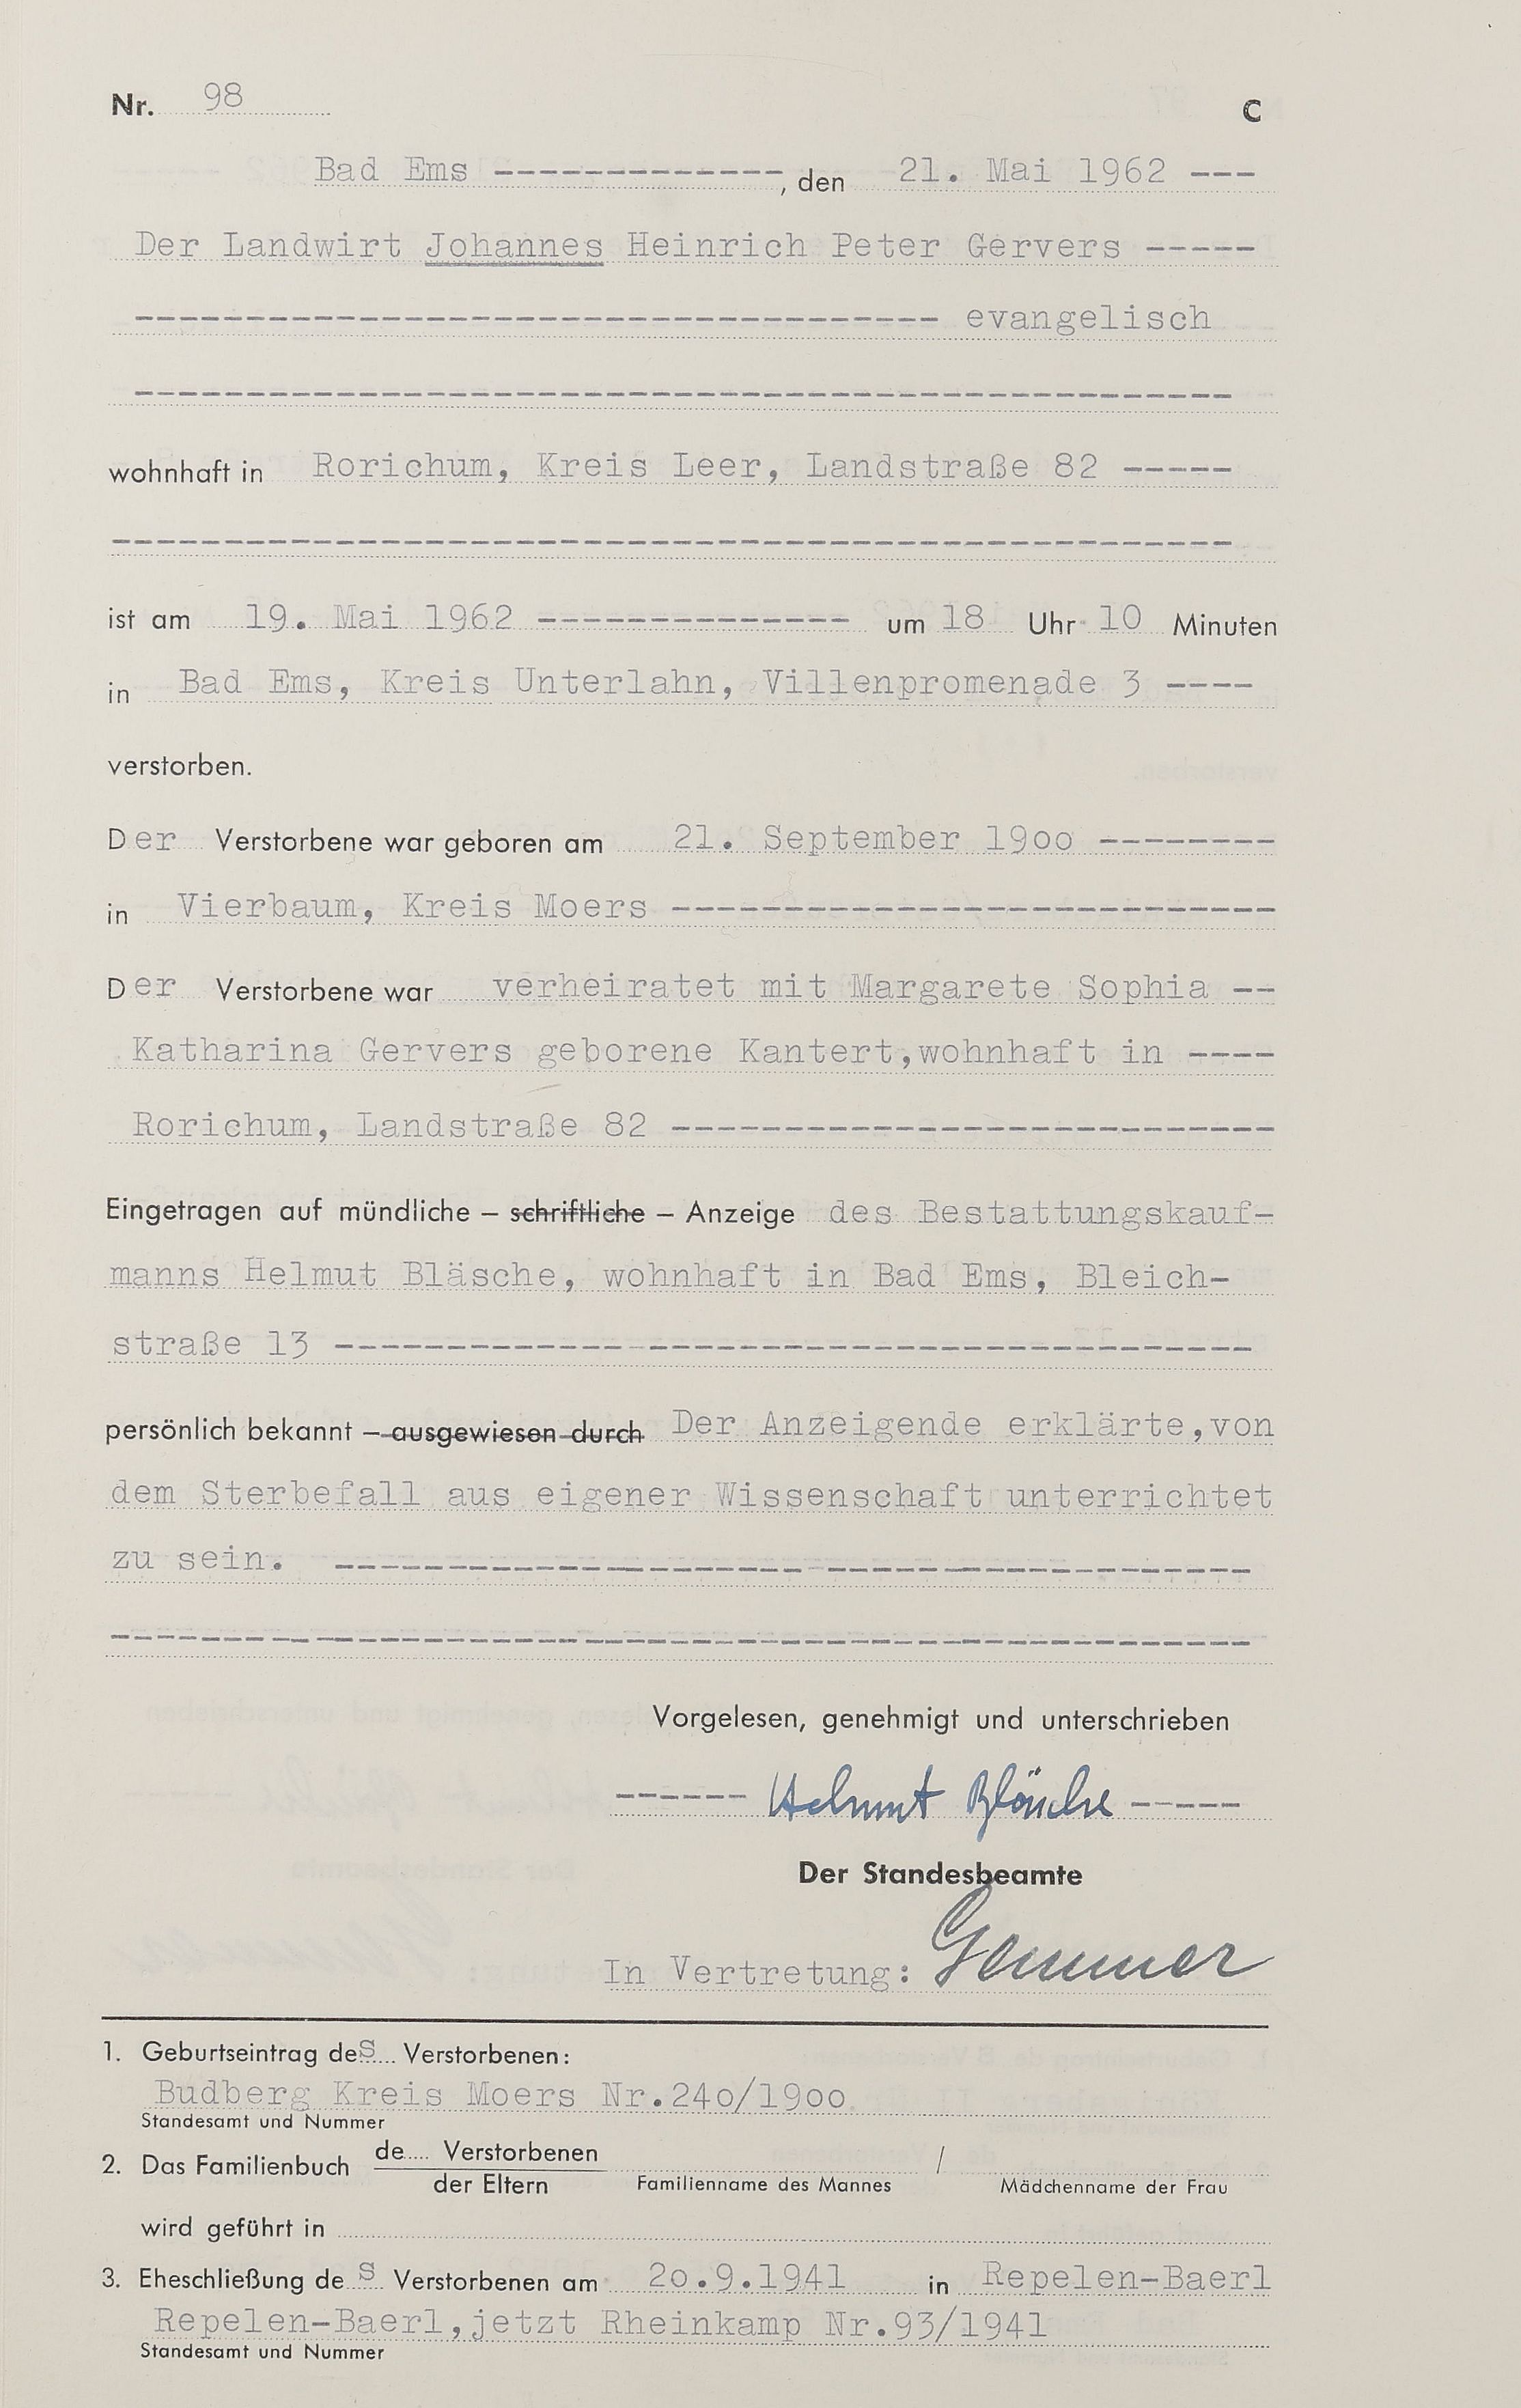 Nr. 98 C
Bad Ems --------------, den 21. Mai 1962 ---
Der Landwirt Johannes Heinrich Peter Gervers -----
------------------------------------ evangelisch
-------------------------------------------------
wohnhaft in Rorichum, Kreis Leer, Landstraße 82 -----
--------------------------------------------------
ist am 19. Mai 1962 -------------- um 18 Uhr 10 Minuten
in Bad Ems, Kreis Unterlahn, Villenpromenade 3 ----
verstorben.
Der Verstorbene war geboren am 21. September 1900 --------
in Vierbaum, Kreis Moers ---------------------------
Der Verstorbene war verheiratet mit Margarete Sophia --
Katharina Gervers geborene Kantert,wohnhaft in ----
Rorichum, Landstraße 82 ---------------------------
Eingetragen auf mündliche – schriftliche – Anzeige des Bestattungskauf-
manns Helmut Bläsche, wohnhaft in Bad Ems, Bleich-
straße 13 -----------------------------------------
persönlich bekannt – ausgewiesen durch Der Anzeigende erklärte,von
dem Sterbefall aus eigener Wissenschaft unterrichtet
zu sein. -----------------------------------------
---------------------------------------------------
Vorgelesen, genehmigt und unterschrieben
------ Helmut Bläsche -----
Der Standesbeamte
In Vertretung: Gemmer
1. Geburtseintrag des Verstorbenen:
Budberg Kreis Moers Nr.240/1900
Standesamt und Nummer
2. Das Familienbuch de.... Verstorbenen /
der Eltern Familienname des Mannes Mädchenname der Frau
wird geführt in
3. Eheschließung des Verstorbenen am 20.9.1941 in Repelen-Baerl
Repelen-Baerl,jetzt Rheinkamp Nr.93/1941
Standesamt und Nummer